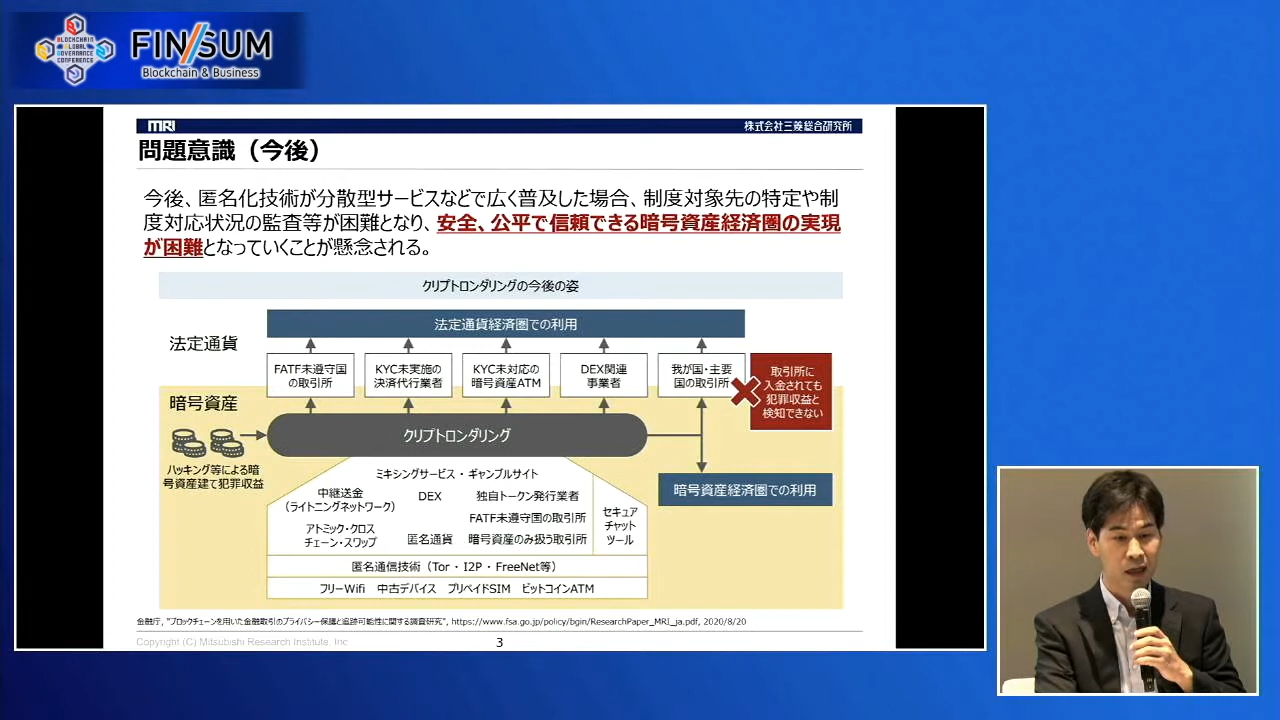 BLOCKCHAIN
GLOBAL
GOVERNANCE
CONFERENCE
FIN/SUM
Blockchain & Business
MRI
株式会社三菱総合研究所
問題意識（今後）
今後、匿名化技術が分散型サービスなどで広く普及した場合、制度対象先の特定や制
度対応状況の監査等が困難となり、安全、公平で信頼できる暗号資産経済圏の実現
が困難となっていくことが懸念される。
クリプトロンダリングの今後の姿
法定通貨経済圏での利用
法定通貨
FATF未遵守国
の取引所
KYC未実施の
決済代行業者
KYC未対応の
暗号資産ATM
DEX関連
事業者
我が国・主要
国の取引所
取引所に
入金されても
犯罪収益と
検知できない
暗号資産
クリプトロンダリング
ハッキング等による暗
号資産建て犯罪収益
ミキシングサービス・ギャンブルサイト
中継送金
（ライトニングネットワーク）
DEX
独自トークン発行業者
FATF未遵守国の取引所
アトミック・クロス
チェーン・スワップ
匿名通貨
暗号資産のみ扱う取引所
セキュア
チャット
ツール
暗号資産経済圏での利用
匿名通信技術（Tor・I2P・FreeNet等）
フリーWifi 中古デバイス プリペイドSIM ビットコインATM
金融庁, "ブロックチェーンを用いた金融取引のプライバシー保護と追跡可能性に関する調査研究", https://www.fsa.go.jp/policy/bgin/ResearchPaper_MRI_ja.pdf, 2020/8/20
Copyright (C) Mitsubishi Research Institute, Inc.
3